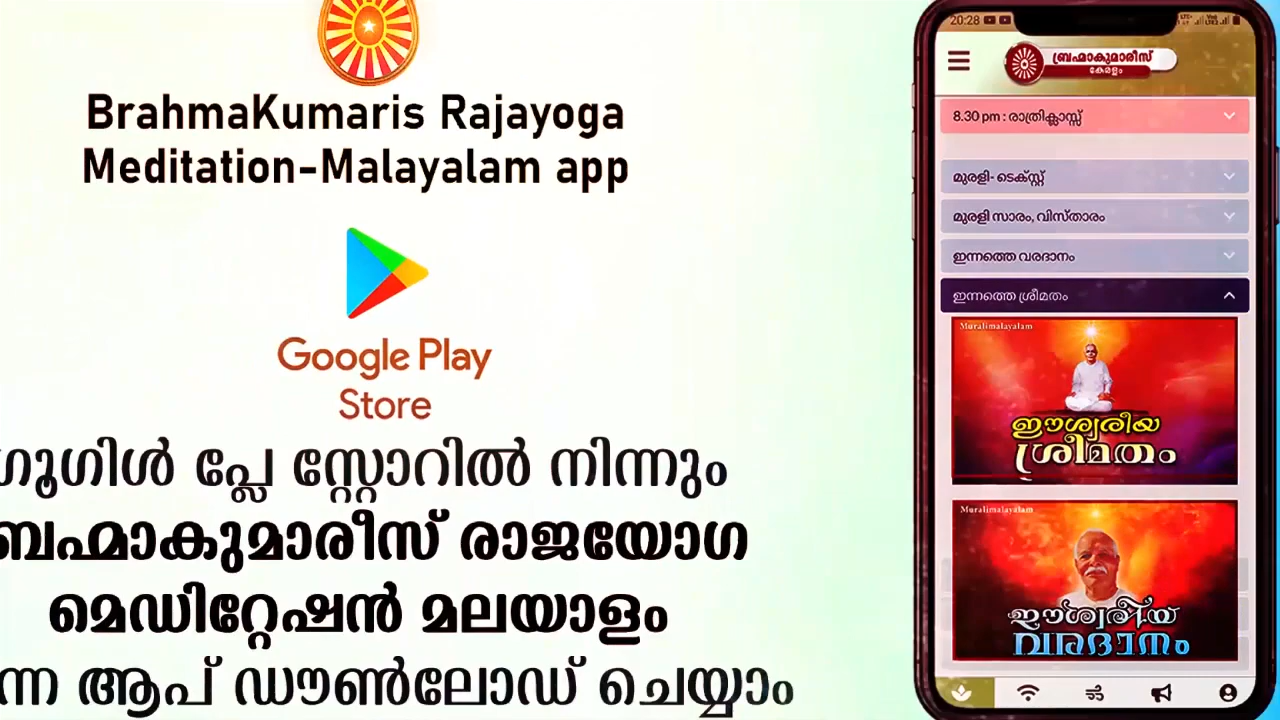 BrahmaKumaris Rajayoga
Meditation-Malayalam app
Google Play
Store
ഗൂഗിൾ പ്ലേ സ്റ്റോറിൽ നിന്നും
ബ്രഹ്മാകുമാരീസ് രാജയോഗ
മെഡിറ്റേഷൻ മലയാളം
ന്ന ആപ് ഡൗൺലോഡ് ചെയ്യാം
20:28
ബ്രഹ്മാകുമാരീസ്
കേരളം
8.30 pm : രാത്രിക്ലാസ്സ്
മുരളി- ടെക്സ്റ്റ്
മുരളി സാരം, വിസ്താരം
ഇന്നത്തെ വരദാനം
ഇന്നത്തെ ശ്രീമതം
Muralimalayalam
ഈശ്വരീയ
ശ്രീമതം
Muralimalayalam
ഈശ്വരീയ
വരദാനം